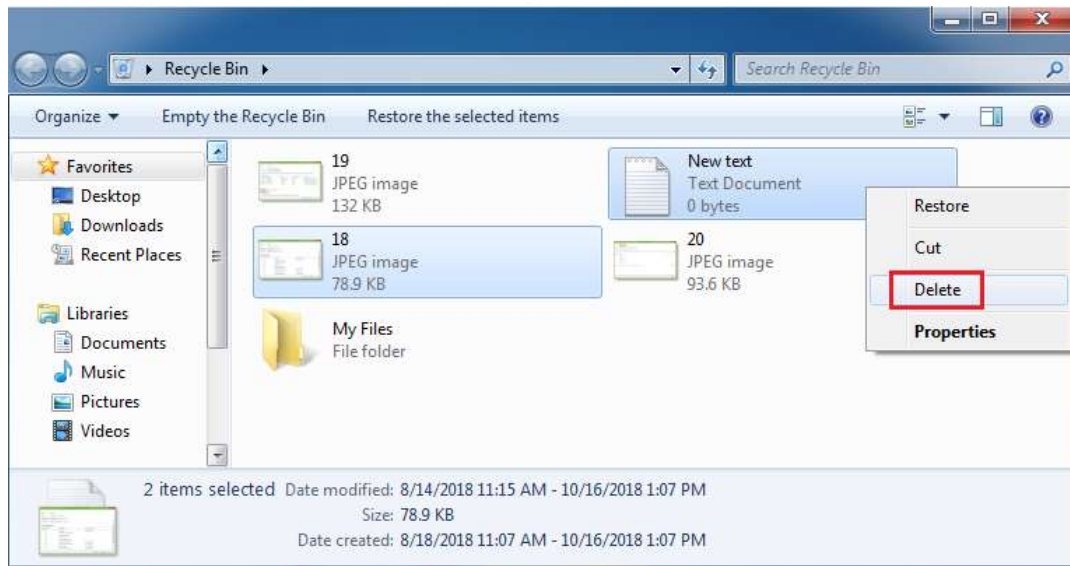 Recycle Bin
Search Recycle Bin
Organize
Empty the Recycle Bin
Restore the selected items
Favorites
Desktop
Downloads
Recent Places
Libraries
Documents
Music
Pictures
Videos
19
JPEG image
132 KB
New text
Text Document
0 bytes
18
JPEG image
78.9 KB
20
JPEG image
93.6 KB
My Files
File folder
Restore
Cut
Delete
Properties
2 items selected Date modified: 8/14/2018 11:15 AM - 10/16/2018 1:07 PM
Size: 78.9 KB
Date created: 8/18/2018 11:07 AM - 10/16/2018 1:07 PM